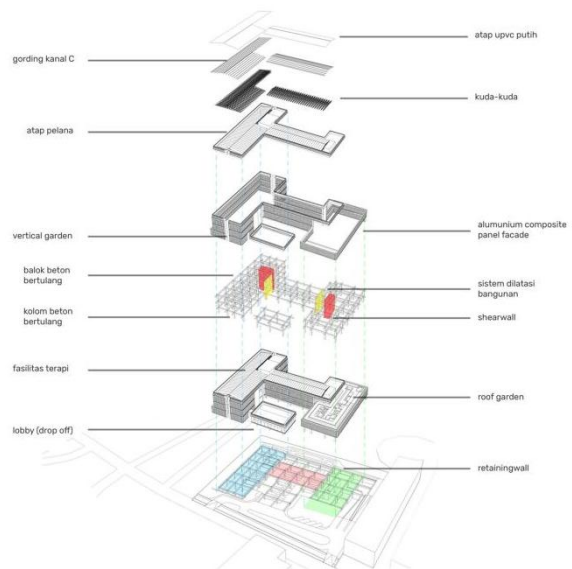 atap upvc putih
gording kanal C
kuda-kuda
atap pelana
vertical garden
alumunium composite
panel facade
balok beton
bertulang
sistem dilatasi
bangunan
kolom beton
bertulang
shearwall
fasilitas terapi
roof garden
lobby (drop off)
retainingwall